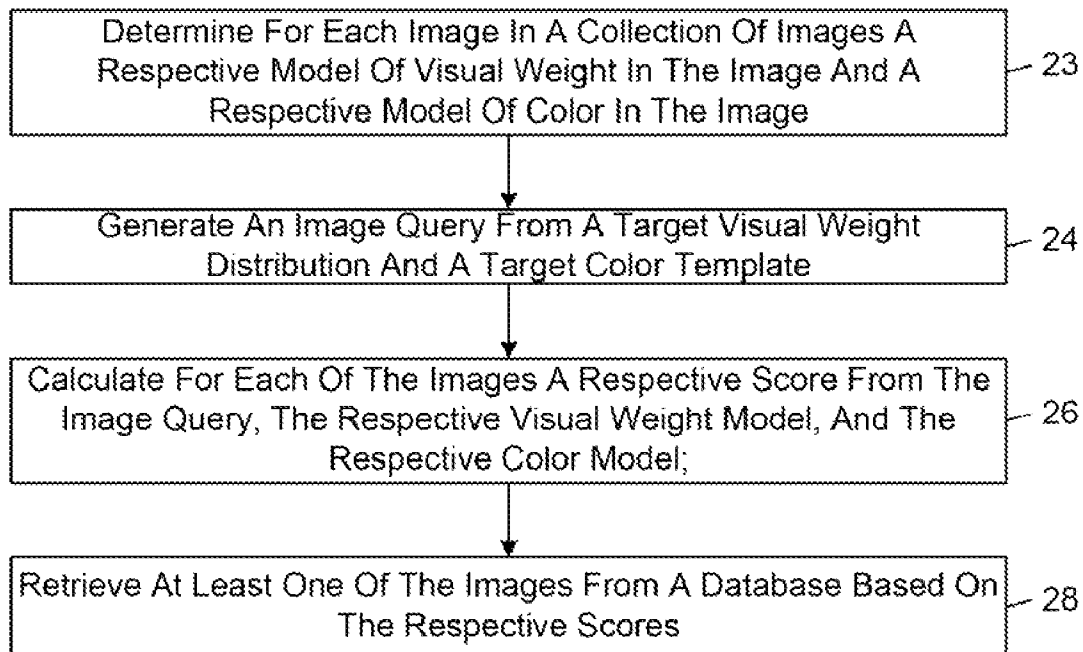 Determine For Each Image In A Collection Of Images A
Respective Model Of Visual Weight In The Image And A
Respective Model Of Color In The Image
23
Generate An Image Query From A Target Visual Weight
Distribution And A Target Color Template
24
Calculate For Each Of The Images A Respective Score From The
Image Query, The Respective Visual Weight Model, And The
Respective Color Model;
26
Retrieve At Least One Of The Images From A Database Based On
The Respective Scores
28